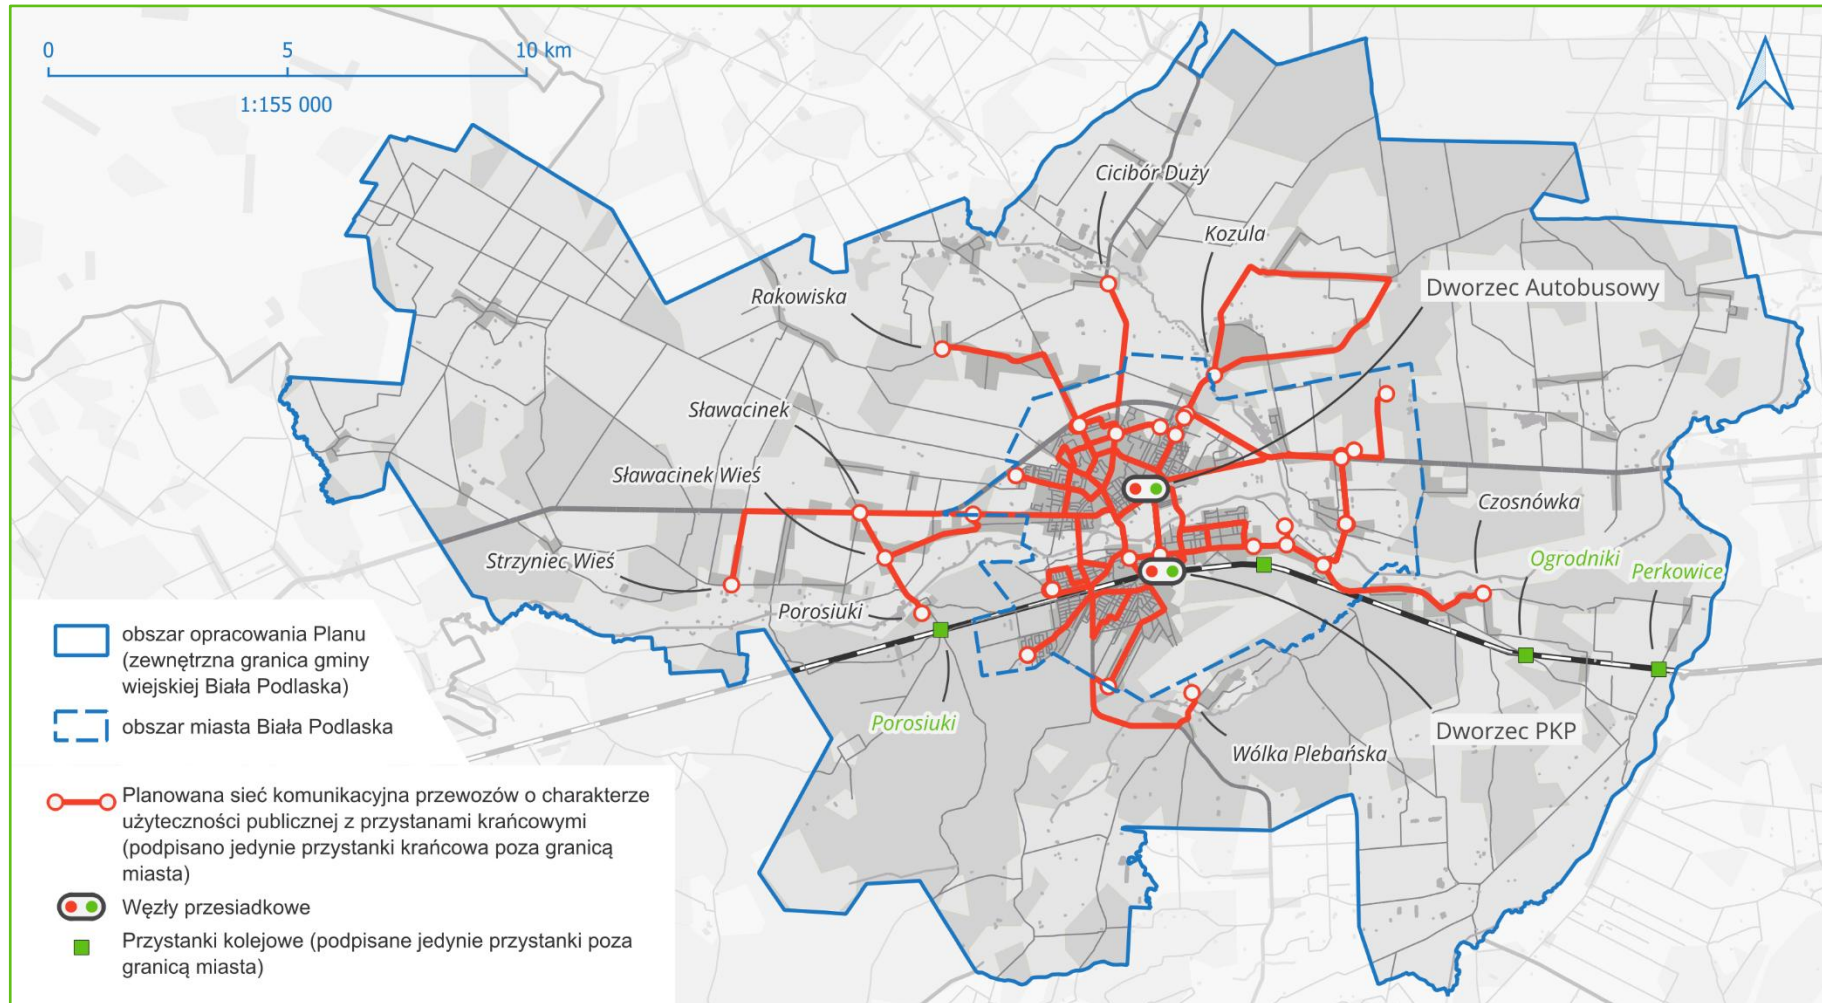 0 5 10 km
1:155 000
Cicibór Duży
Kozula
Dworzec Autobusowy
Rakowiska
Sławacinek
Sławacinek Wieś
Czosnówka
Strzyniec Wieś
Ogrodniki
Perkowice
Porosiuki
Porosiuki
Dworzec PKP
Wólka Plebańska
obszar opracowania Planu
(zewnętrzna granica gminy
wiejskiej Biała Podlaska)
obszar miasta Biała Podlaska
Planowana sieć komunikacyjna przewozów o charakterze
użyteczności publicznej z przystanami krańcowymi
(podpisano jedynie przystanki krańcowa poza granicą
miasta)
Węzły przesiadkowe
Przystanki kolejowe (podpisane jedynie przystanki poza
granicą miasta)